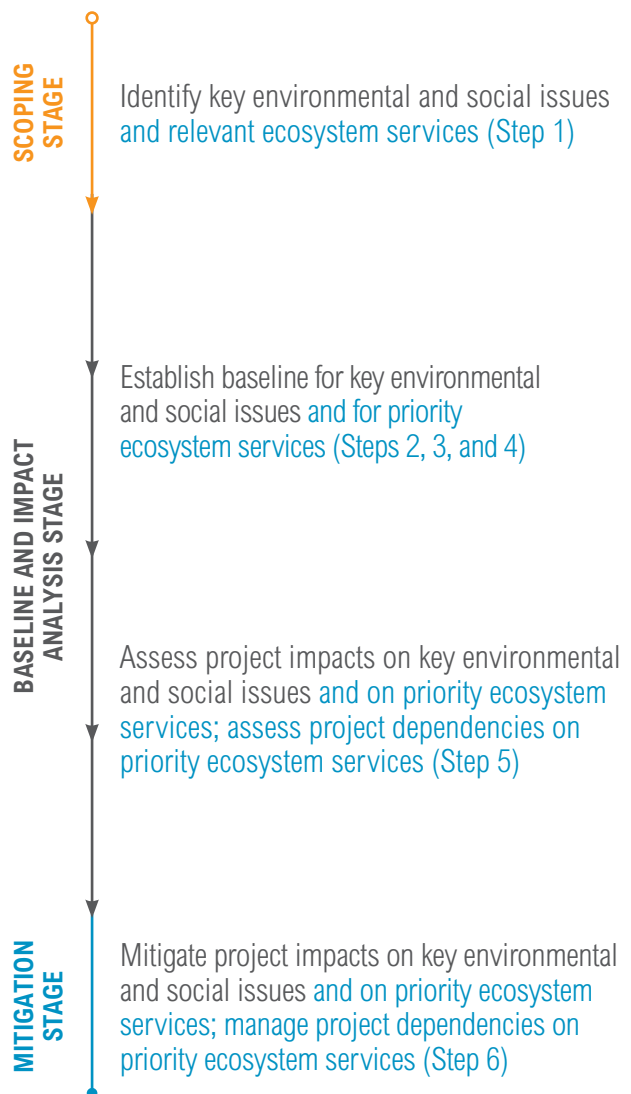 SCOPING
STAGE
Identify key environmental and social issues
and relevant ecosystem services (Step 1)
BASELINE AND IMPACT
ANALYSIS STAGE
Establish baseline for key environmental
and social issues and for priority
ecosystem services (Steps 2, 3, and 4)
Assess project impacts on key environmental
and social issues and on priority ecosystem
services; assess project dependencies on
priority ecosystem services (Step 5)
MITIGATION
STAGE
Mitigate project impacts on key environmental
and social issues and on priority ecosystem
services; manage project dependencies on
priority ecosystem services (Step 6)